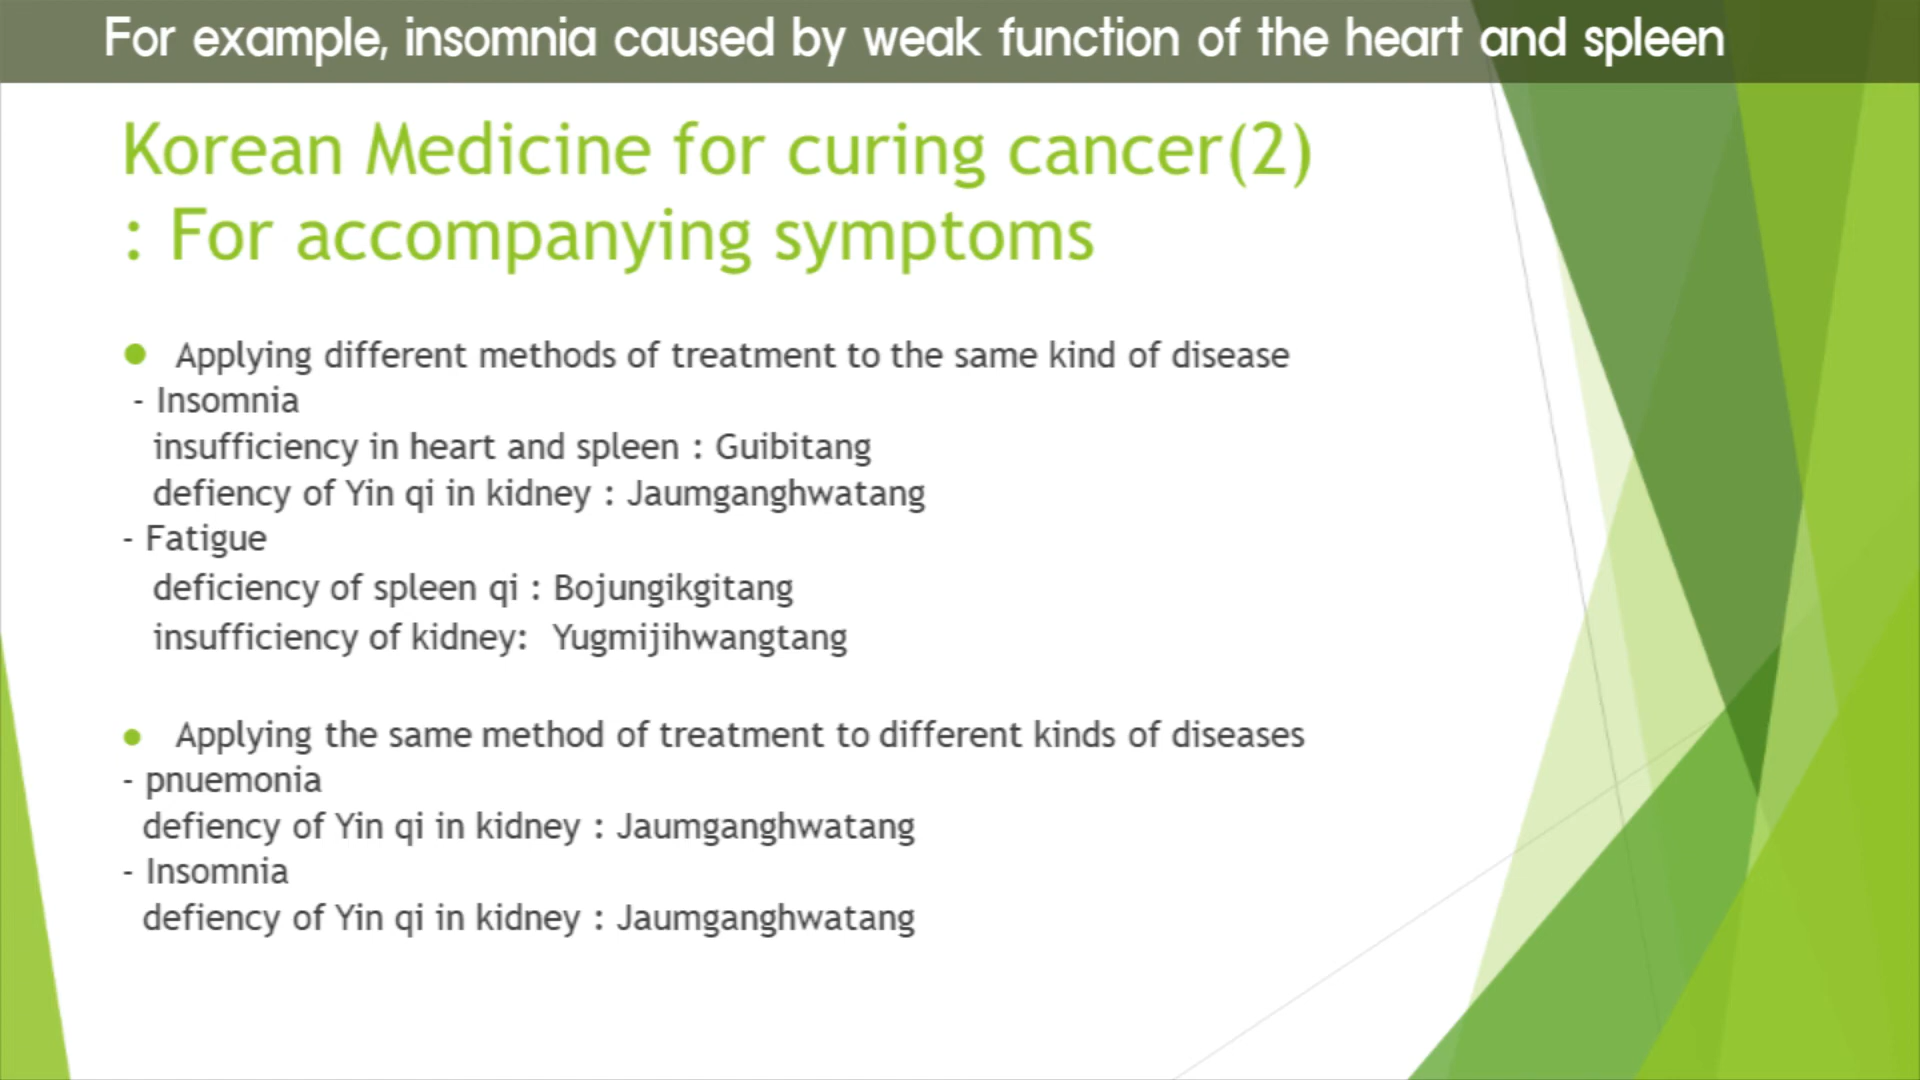 For example, insomnia caused by weak function of the heart and spleen
Korean Medicine for curing cancer(2)
: For accompanying symptoms
● Applying different methods of treatment to the same kind of disease
- Insomnia
insufficiency in heart and spleen : Guibitang
defiency of Yin qi in kidney : Jaumganghwatang
- Fatigue
deficiency of spleen qi : Bojungikgitang
insufficiency of kidney: Yugmijihwangtang
● Applying the same method of treatment to different kinds of diseases
- pnuemonia
defiency of Yin qi in kidney : Jaumganghwatang
- Insomnia
defiency of Yin qi in kidney : Jaumganghwatang